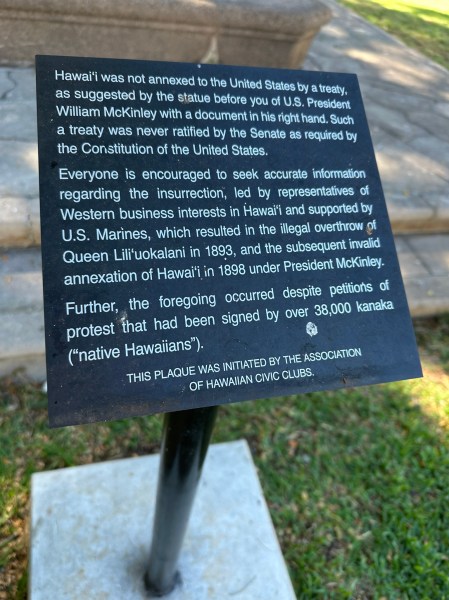 Hawai‘i was not annexed to the United States by a treaty,
as suggested by the statue before you of U.S. President
William McKinley with a document in his right hand. Such
a treaty was never ratified by the Senate as required by
the Constitution of the United States.
Everyone is encouraged to seek accurate information
regarding the insurrection, led by representatives of
Western business interests in Hawai‘i and supported by
U.S. Marines, which resulted in the illegal overthrow of
Queen Lili‘uokalani in 1893, and the subsequent invalid
annexation of Hawai‘i in 1898 under President McKinley.
Further, the foregoing occurred despite petitions of
protest that had been signed by over 38,000 kanaka
(“native Hawaiians”).
THIS PLAQUE WAS INITIATED BY THE ASSOCIATION
OF HAWAIIAN CIVIC CLUBS.